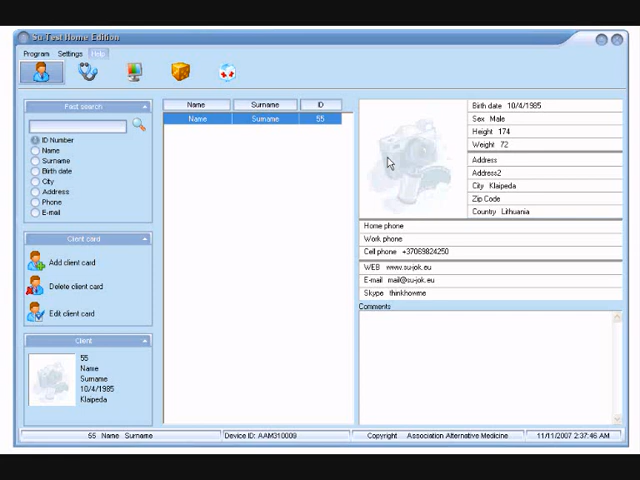 Su-Test Home Edition
Program Settings Help
Fast search
ID Number
Name
Surname
Birth date
City
Address
Phone
E-mail
Client card
Add client card
Delete client card
Edit client card
Client
55
Name
Surname
10/4/1985
Klaipeda
Name Surname ID
Name Surname 55
Birth date 10/4/1985
Sex Male
Height 174
Weight 72
Address
Address2
City Klaipeda
Zip Code
Country Lithuania
Home phone
Work phone
Cell phone +37069824250
WEB www.su-jok.eu
E-mail mail@su-jok.eu
Skype thinkhowme
Comments
55 Name Surname Device ID: AAM310009 Copyright Association Alternative Medicine 11/11/2007 2:37:46 AM